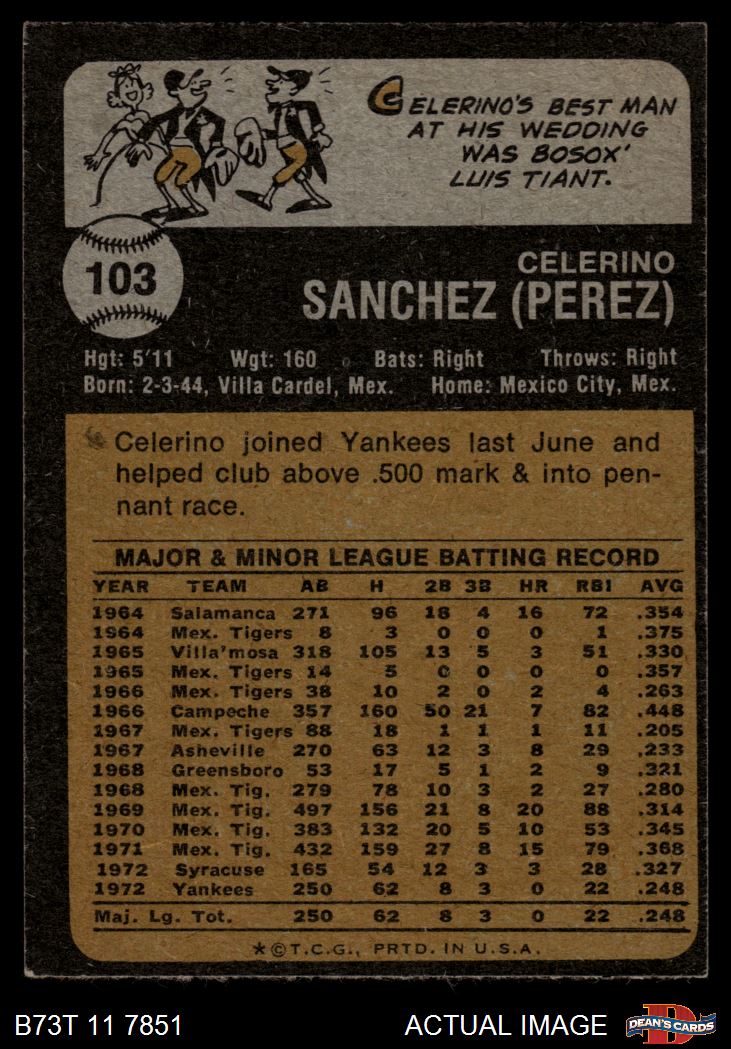 CELERINO'S BEST MAN
AT HIS WEDDING
WAS BOSOX'
LUIS TIANT.
103
CELERINO
SANCHEZ (PEREZ)
Hgt: 5'11 Wgt: 160 Bats: Right Throws: Right
Born: 2-3-44, Villa Cardel, Mex. Home: Mexico City, Mex.
Celerino joined Yankees last June and
helped club above .500 mark & into pen-
nant race.
MAJOR & MINOR LEAGUE BATTING RECORD
YEAR TEAM AB H 2B 3B HR RBI AVG
1964 Salamanca 271 96 18 4 16 72 .354
1964 Mex. Tigers 8 3 0 0 0 1 .375
1965 Villa'mosa 318 105 13 5 3 51 .330
1965 Mex. Tigers 14 5 0 0 0 0 .357
1966 Mex. Tigers 38 10 2 0 2 4 .263
1966 Campeche 357 160 50 21 7 82 .448
1967 Mex. Tigers 88 18 1 1 1 11 .205
1967 Asheville 270 63 12 3 8 29 .233
1968 Greensboro 53 17 5 1 2 9 .321
1968 Mex. Tig. 279 78 10 3 2 27 .280
1969 Mex. Tig. 497 156 21 8 20 88 .314
1970 Mex. Tig. 383 132 20 5 10 53 .345
1971 Mex. Tig. 432 159 27 8 15 79 .368
1972 Syracuse 165 54 12 3 3 28 .327
1972 Yankees 250 62 8 3 0 22 .248
Maj. Lg. Tot. 250 62 8 3 0 22 .248
★©T.C.G., PRTD. IN U.S.A.
B73T 11 7851 ACTUAL IMAGE DEAN'S CARDS